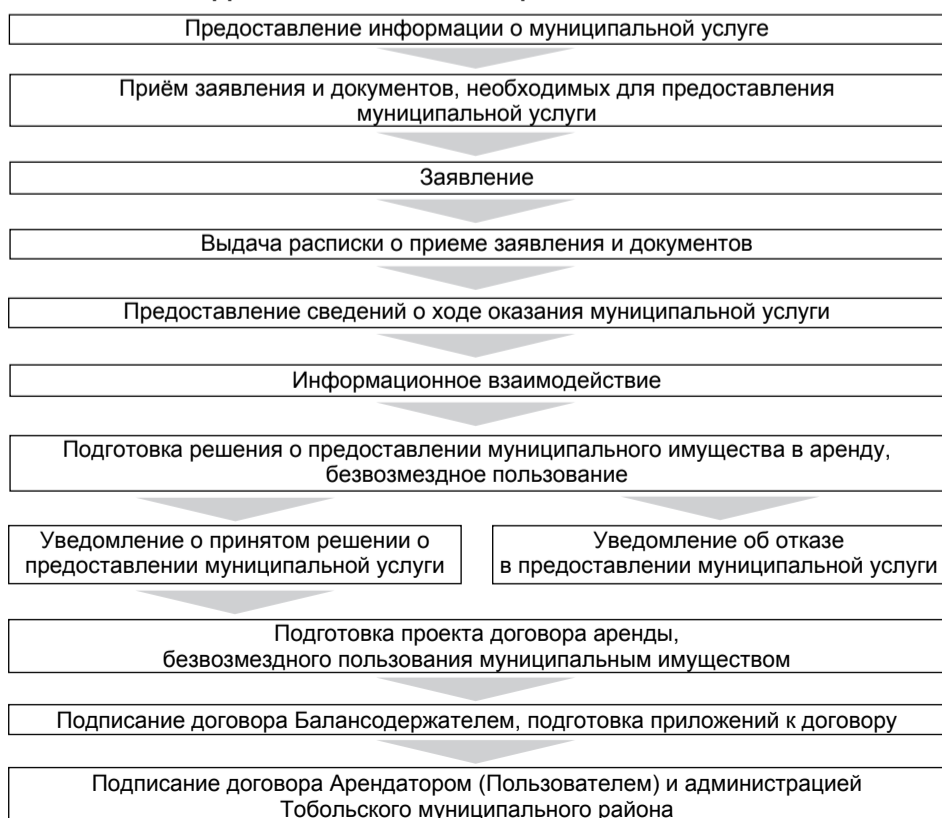 Предоставление информации о муниципальной услуге
Приём заявления и документов, необходимых для предоставления
муниципальной услуги
Заявление
Выдача расписки о приеме заявления и документов
Предоставление сведений о ходе оказания муниципальной услуги
Информационное взаимодействие
Подготовка решения о предоставлении муниципального имущества в аренду,
безвозмездное пользование
Уведомление о принятом решении о
предоставлении муниципальной услуги
Уведомление об отказе
в предоставлении муниципальной услуги
Подготовка проекта договора аренды,
безвозмездного пользования муниципальным имуществом
Подписание договора Балансодержателем, подготовка приложений к договору
Подписание договора Арендатором (Пользователем) и администрацией
Тобольского муниципального района